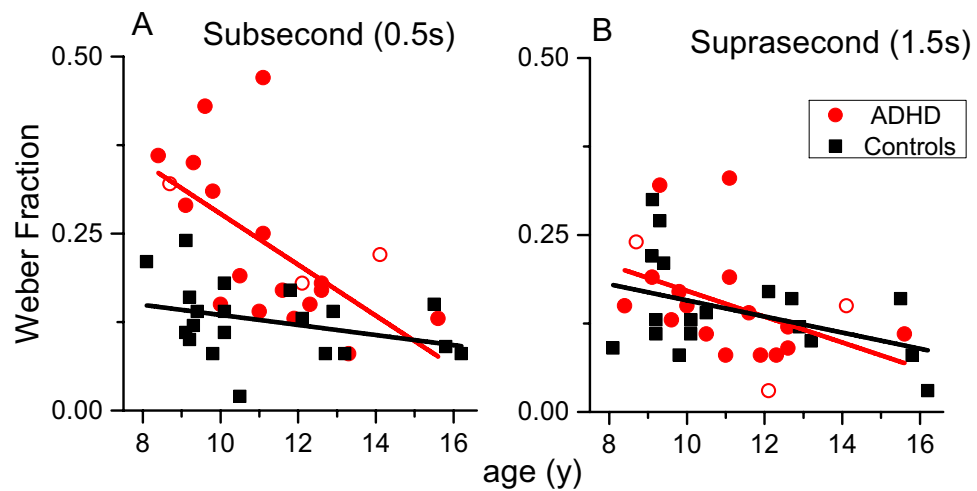 A Subsecond (0.5s)
B Suprasecond (1.5s)
0.50
0.25
0.00
Weber Fraction
8 10 12 14 16
0.50
0.25
0.00
8 10 12 14 16
ADHD
Controls
age (y)